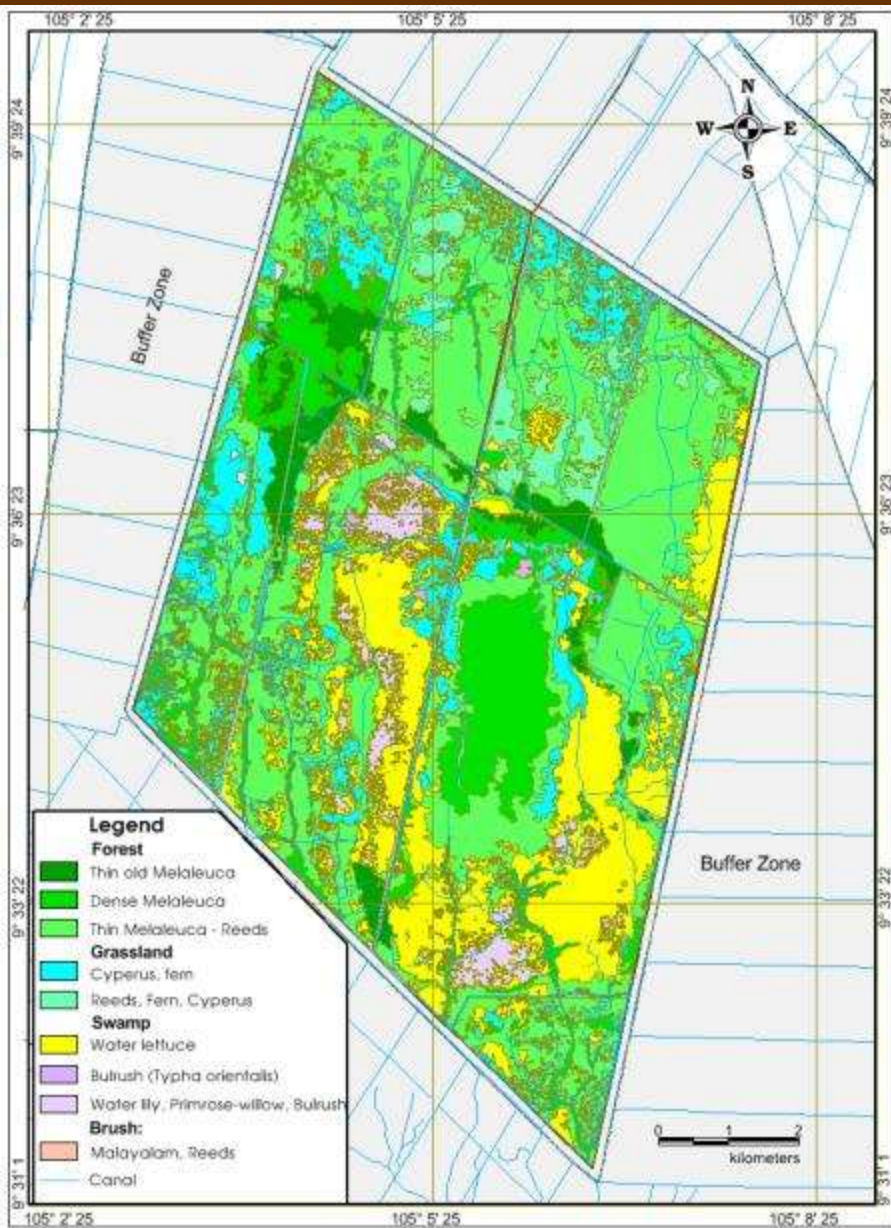 105° 2' 25
105° 5' 25
105° 8' 25
9° 39' 24
9° 39' 24
N
W
E
S
Buffer Zone
9° 36' 23
9° 36' 23
Buffer Zone
9° 33' 22
9° 33' 22
Legend
Forest
Thin old Melaleuca
Dense Melaleuca
Thin Melaleuca - Reeds
Grassland
Cyperus, fern
Reeds, Fern, Cyperus
Swamp
Water lettuce
Bulrush (Typha orientalis)
Water lily, Primrose-willow, Bulrush
Brush:
Malayalam, Reeds
Canal
0 1 2
kilometers
9° 31' 1
9° 31' 1
105° 2' 25
105° 5' 25
105° 8' 25